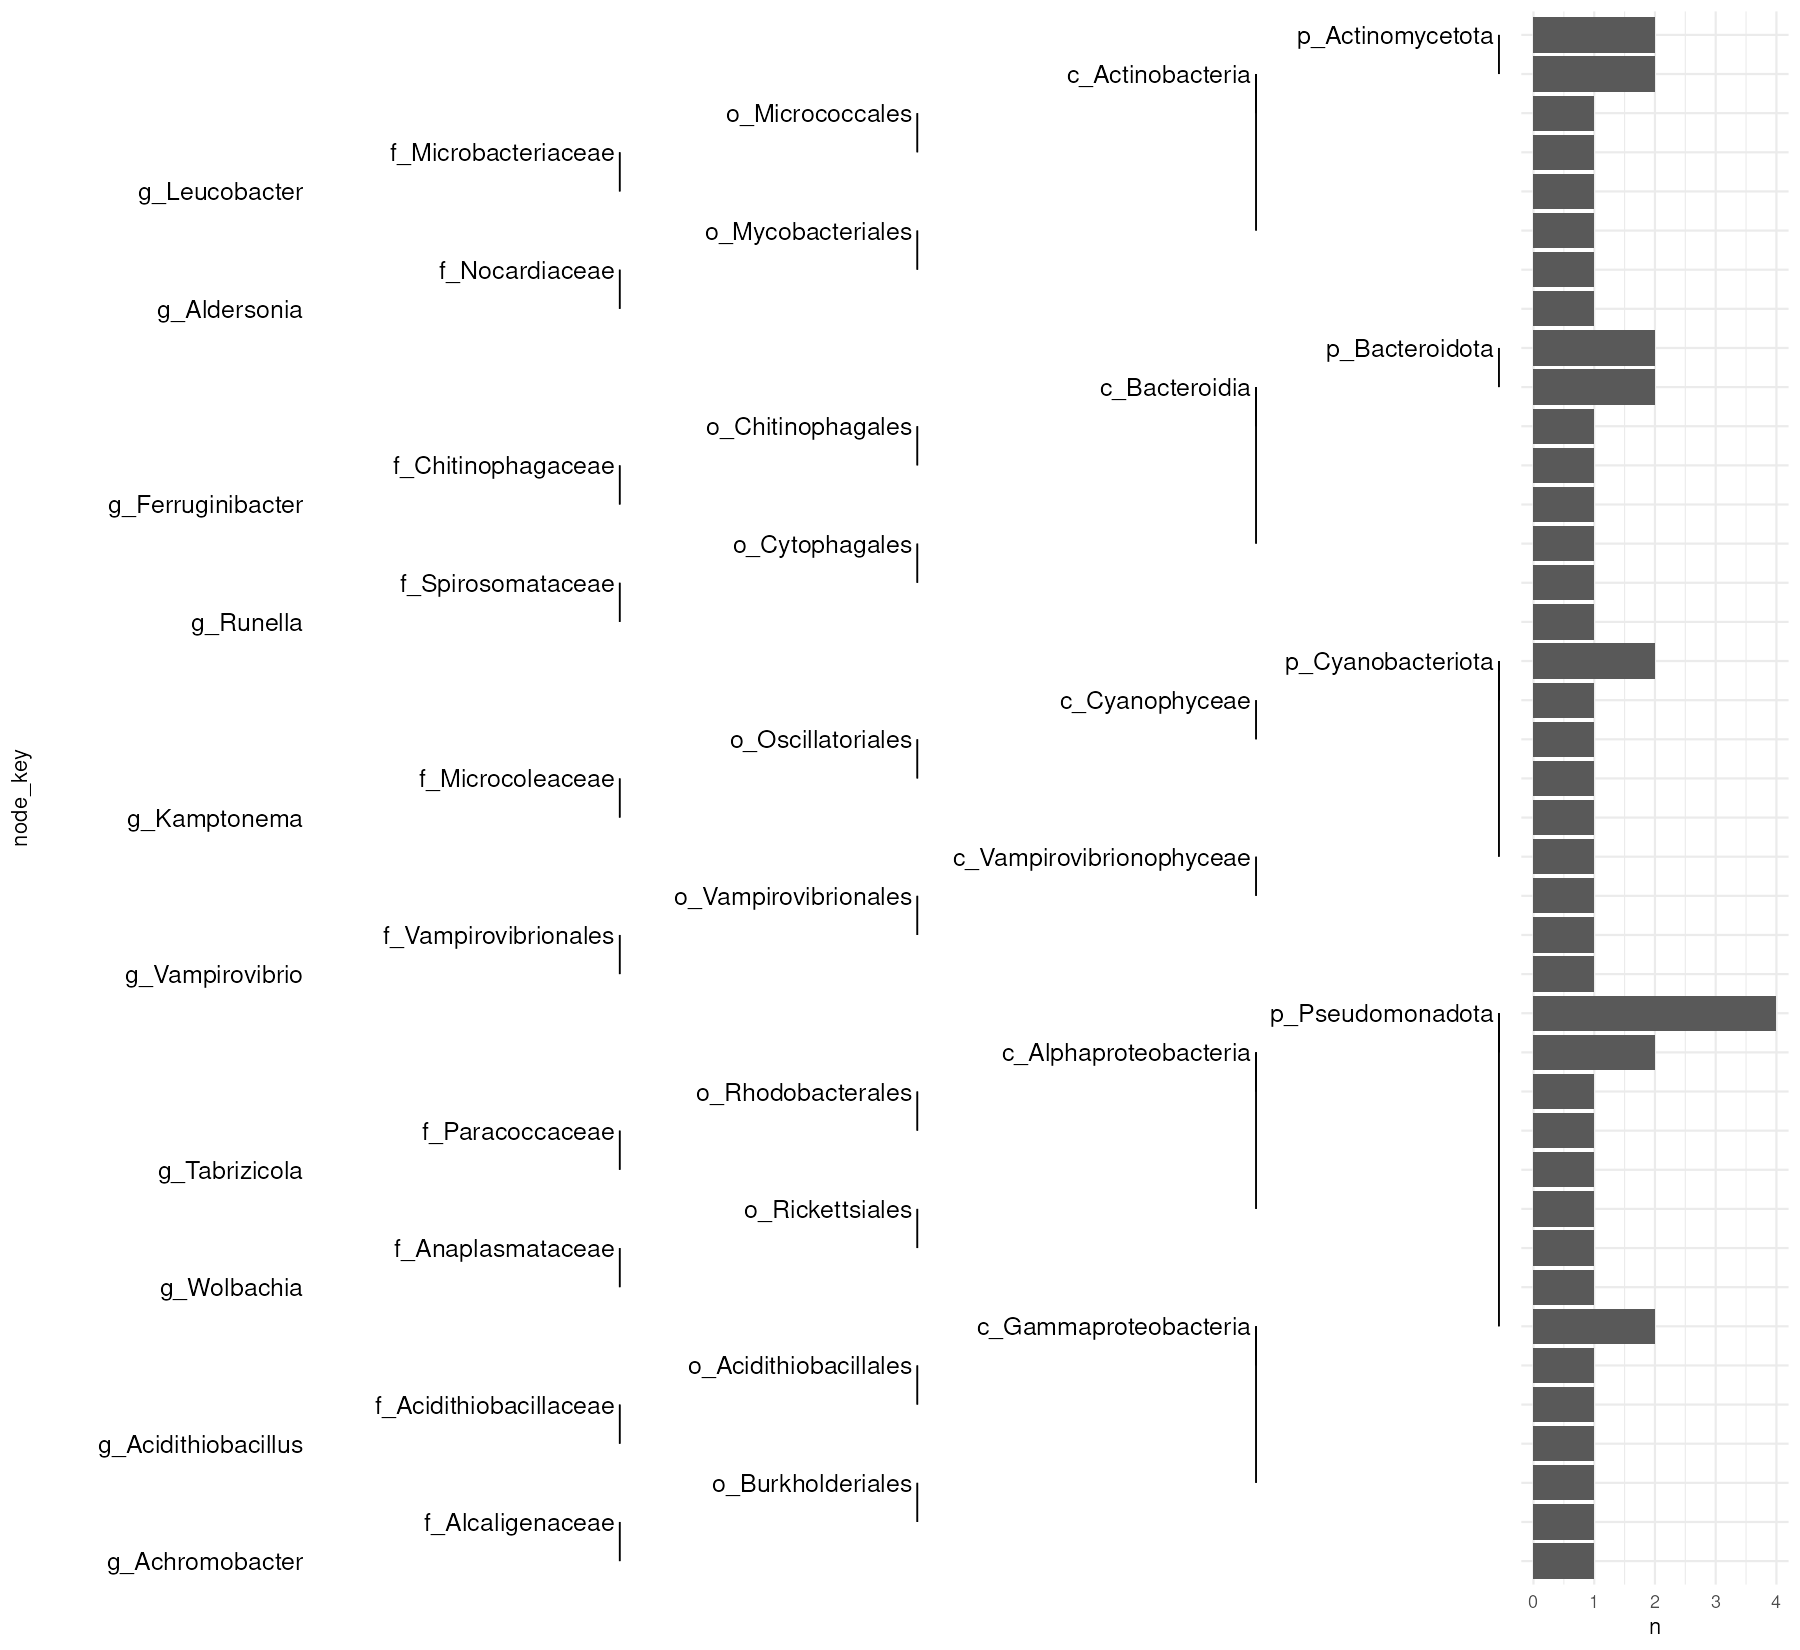 p_Actinomycetota
c_Actinobacteria
o_Micrococcales
f_Microbacteriaceae
g_Leucobacter
o_Mycobacteriales
f_Nocardiaceae
g_Aldersonia
p_Bacteroidota
c_Bacteroidia
o_Chitinophagales
f_Chitinophagaceae
g_Ferruginibacter
o_Cytophagales
f_Spirosomataceae
g_Runella
p_Cyanobacteriota
c_Cyanophyceae
o_Oscillatoriales
f_Microcoleaceae
g_Kamptonema
c_Vampirovibrionophyceae
o_Vampirovibrionales
f_Vampirovibrionales
g_Vampirovibrio
p_Pseudomonadota
c_Alphaproteobacteria
o_Rhodobacterales
f_Paracoccaceae
g_Tabrizicola
o_Rickettsiales
f_Anaplasmataceae
g_Wolbachia
c_Gammaproteobacteria
o_Acidithiobacillales
f_Acidithiobacillaceae
g_Acidithiobacillus
o_Burkholderiales
f_Alcaligenaceae
g_Achromobacter
node_key
0 1 2 3 4
n